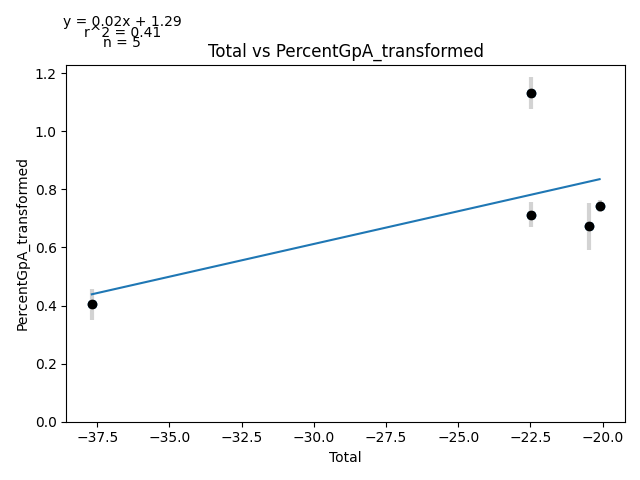 y = 0.02x + 1.29
r^2 = 0.41
n = 5
Total vs PercentGpA_transformed
1.2
1.0
0.8
0.6
0.4
0.2
0.0
PercentGpA_transformed
−37.5 −35.0 −32.5 −30.0 −27.5 −25.0 −22.5 −20.0
Total